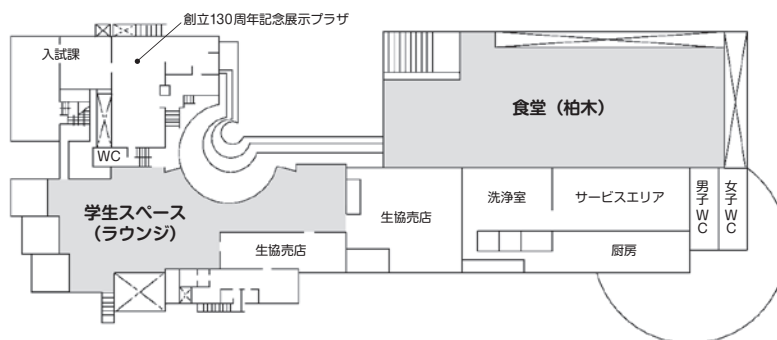 創立130周年記念展示プラザ
入試課
食堂（柏木）
WC
学生スペース
（ラウンジ）
生協売店
生協売店
洗浄室
サービスエリア
厨房
男子WC
女子WC